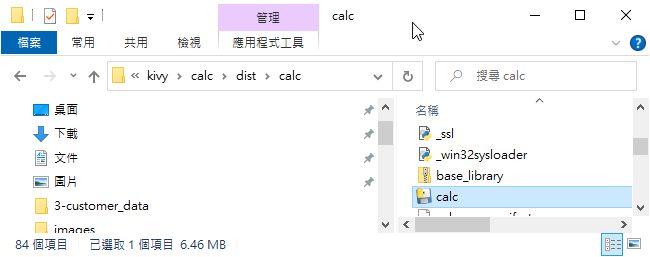 管理
calc
檔案
常用
共用
檢視
應用程式工具
« kivy › calc › dist › calc
搜尋 calc
桌面
下載
文件
圖片
3-customer_data
images
名稱
_ssl
_win32sysloader
base_library
calc
84 個項目
已選取 1 個項目 6.46 MB